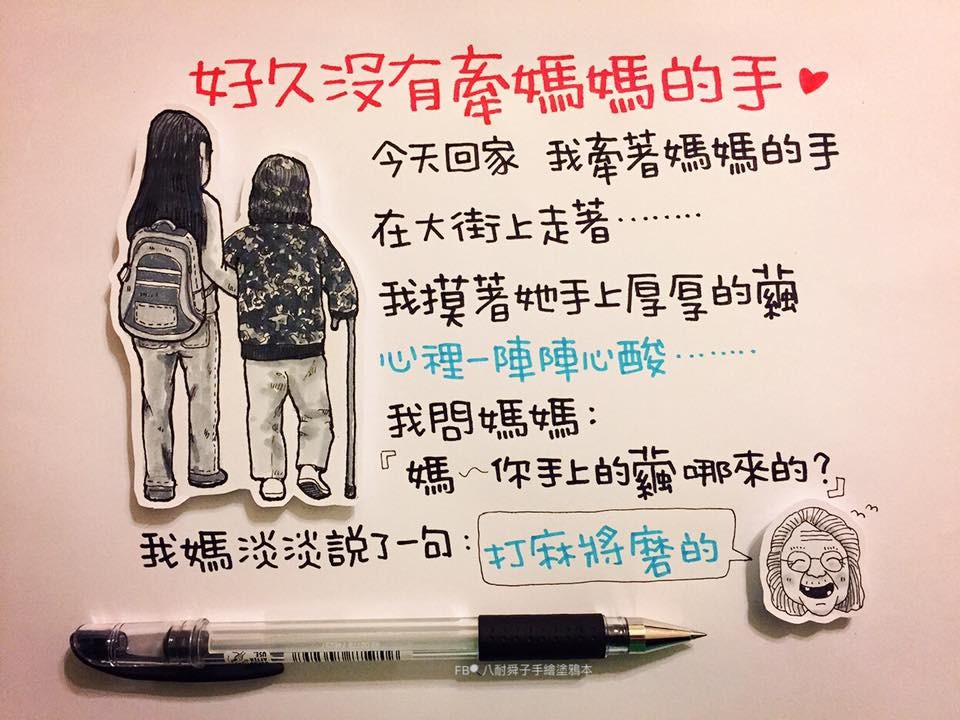 好久沒有牽媽媽的手
今天回家 我牽著媽媽的手
在大街上走著………
我摸著她手上厚厚的繭
心裡一陣陣心酸………
我問媽媽：
『媽～你手上的繭哪來的？』
我媽淡淡說了一句：打麻將磨的
FB 八耐舜子手繪塗鴉本